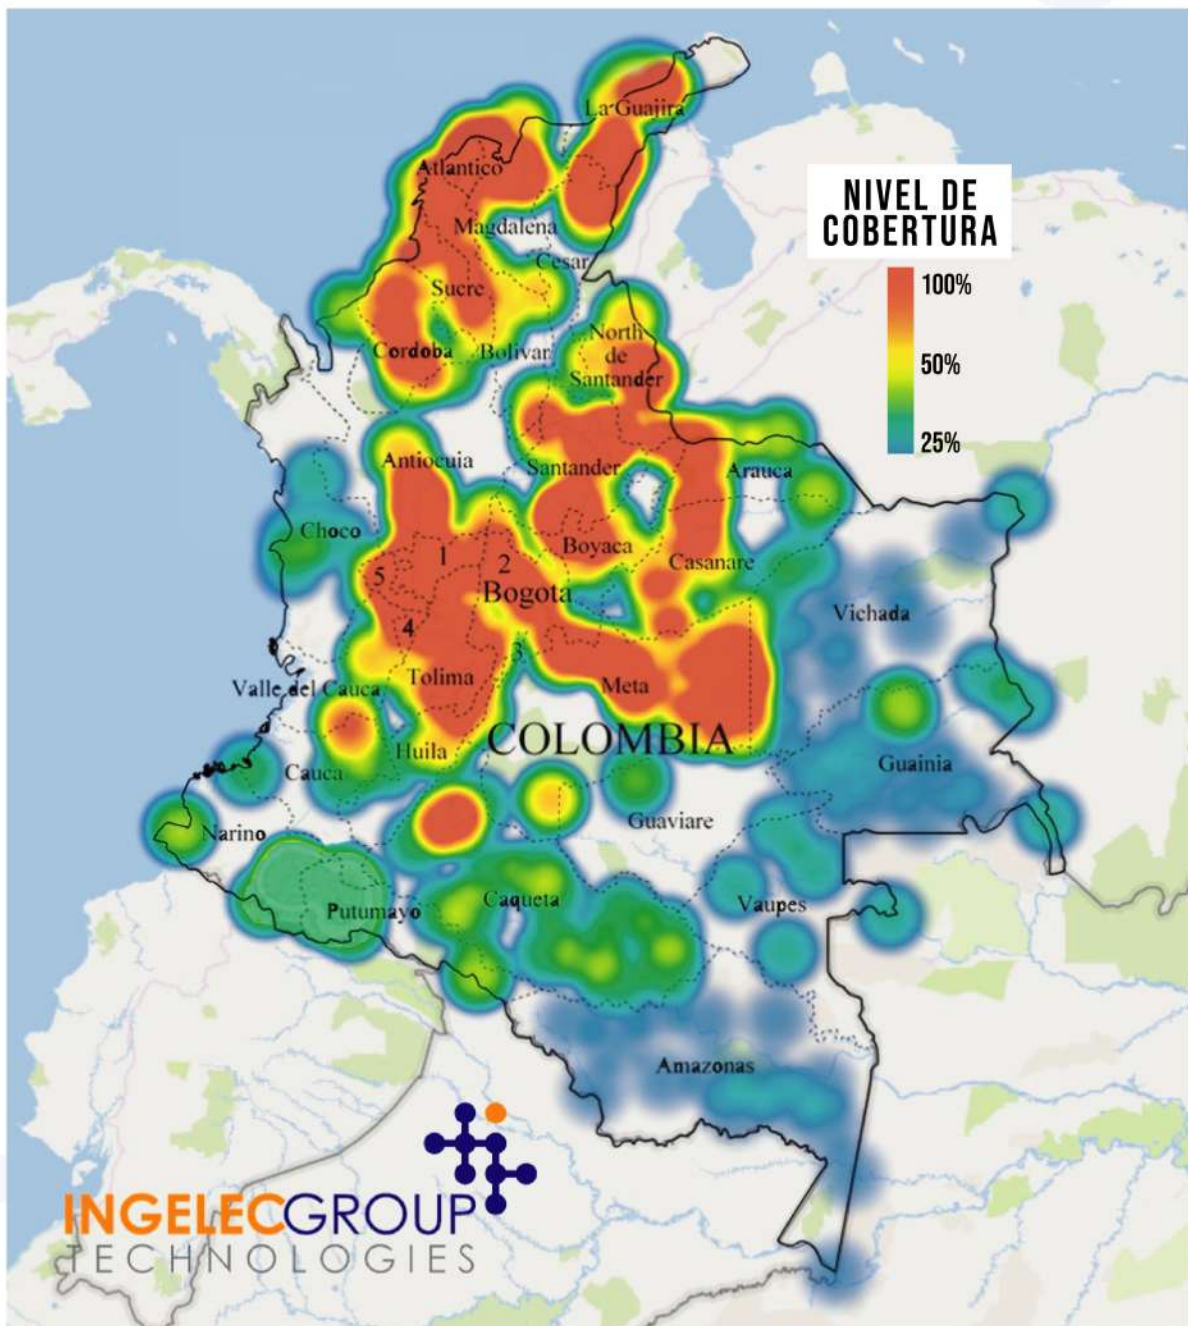 La Guajira
Atlantico
NIVEL DE
COBERTURA
Magdalena
Cesar
100%
Sucre
North
de
Santander
Cordoba
Bolivar
50%
25%
Antiocuia
Santander
Arauca
Choco
Boyaca
1
2
5
Casanare
Bogota
Vichada
4
3
Tolima
Meta
Valle del Cauca
COLOMBIA
Huila
Cauca
Guainia
Narino
Guaviare
Caqueta
Putumayo
Vaupes
Amazonas
INGELECGROUP
TECHNOLOGIES